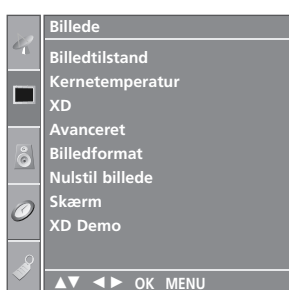 Billede
Billedtilstand
Kernetemperatur
XD
Avanceret
Billedformat
Nulstil billede
Skærm
XD Demo
▲▼ ◄► OK MENU